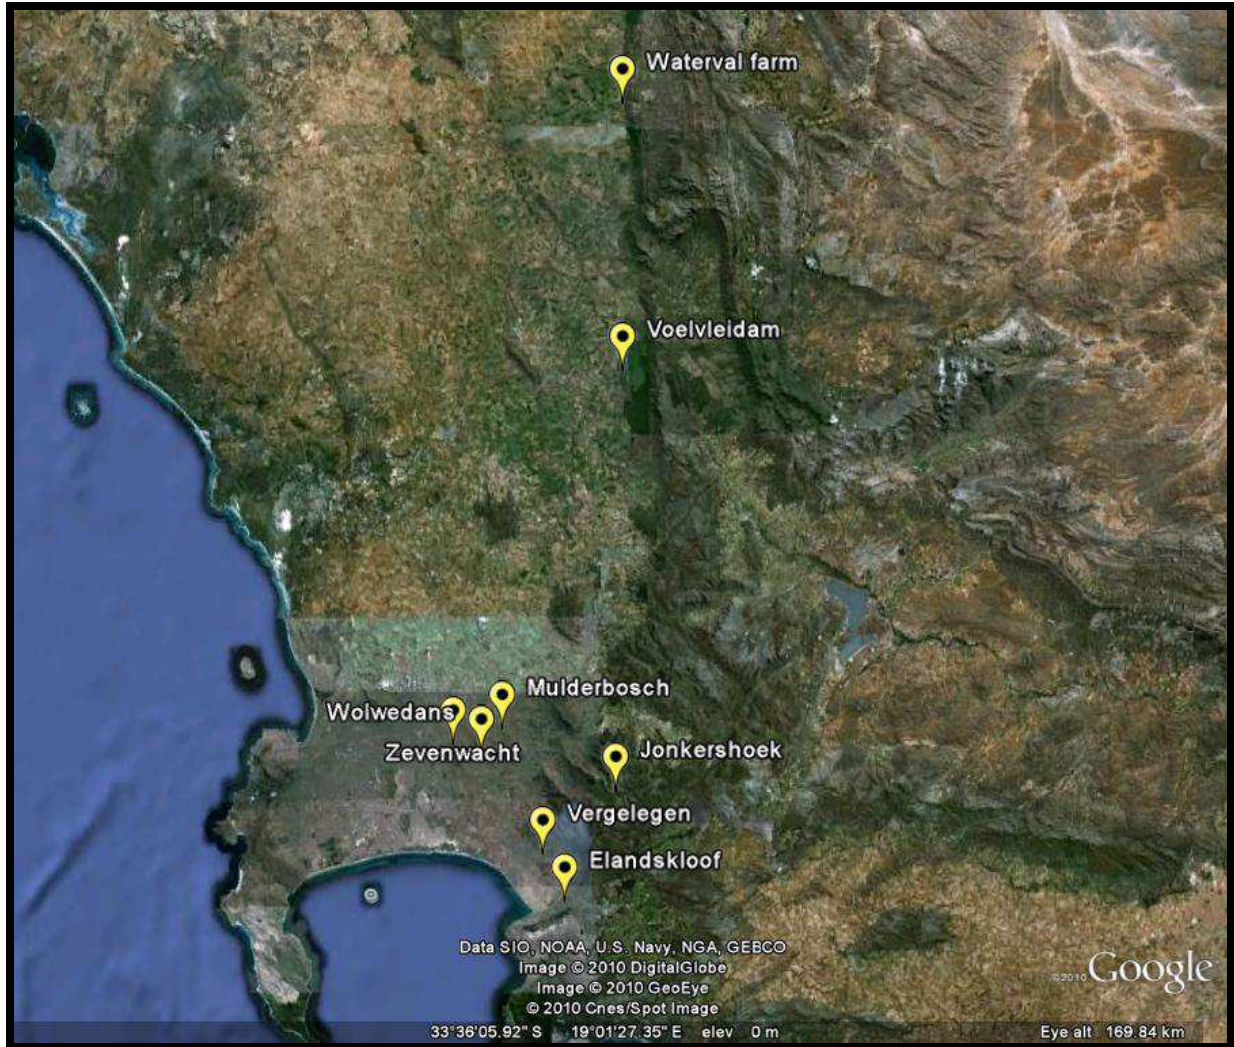 Waterval farm
Voelvleidam
Mulderbosch
Wolwedans
Zevenwacht
Jonkershoek
Vergelegen
Elandskloof
Data SIO, NOAA, U.S. Navy, NGA, GEBCO
Image © 2010 DigitalGlobe
Image © 2010 GeoEye
© 2010 Cnes/Spot Image
©2010 Google
33°36'05.92" S 19°01'27.35" E elev 0 m
Eye alt 169.84 km